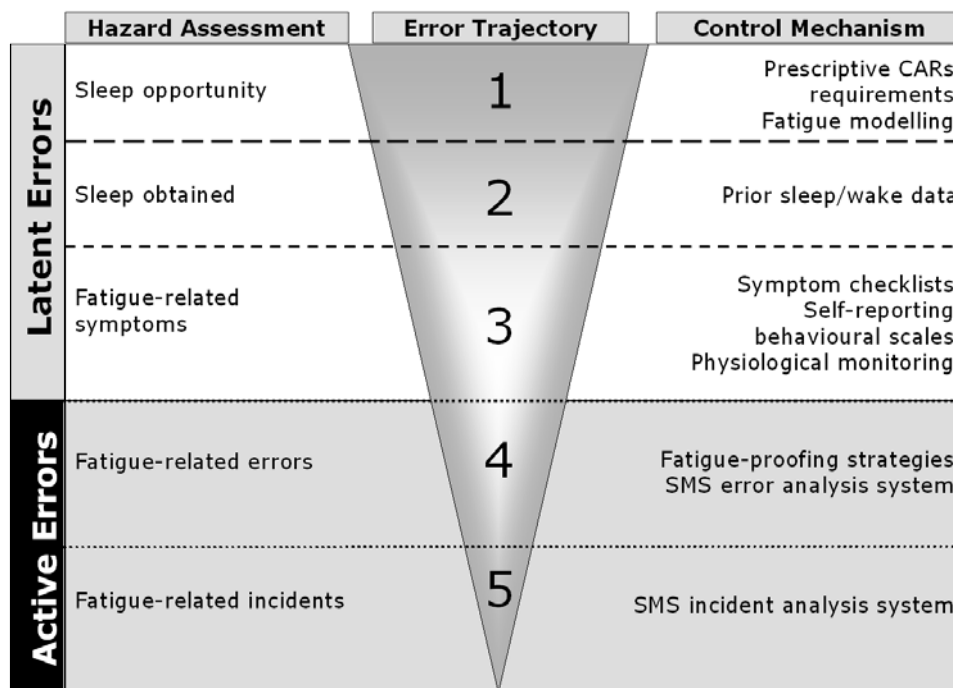 Hazard Assessment
Error Trajectory
Control Mechanism
Latent Errors
Sleep opportunity
1
Prescriptive CARs
requirements
Fatigue modelling
Sleep obtained
2
Prior sleep/wake data
Fatigue-related
symptoms
3
Symptom checklists
Self-reporting
behavioural scales
Physiological monitoring
Active Errors
Fatigue-related errors
4
Fatigue-proofing strategies
SMS error analysis system
Fatigue-related incidents
5
SMS incident analysis system